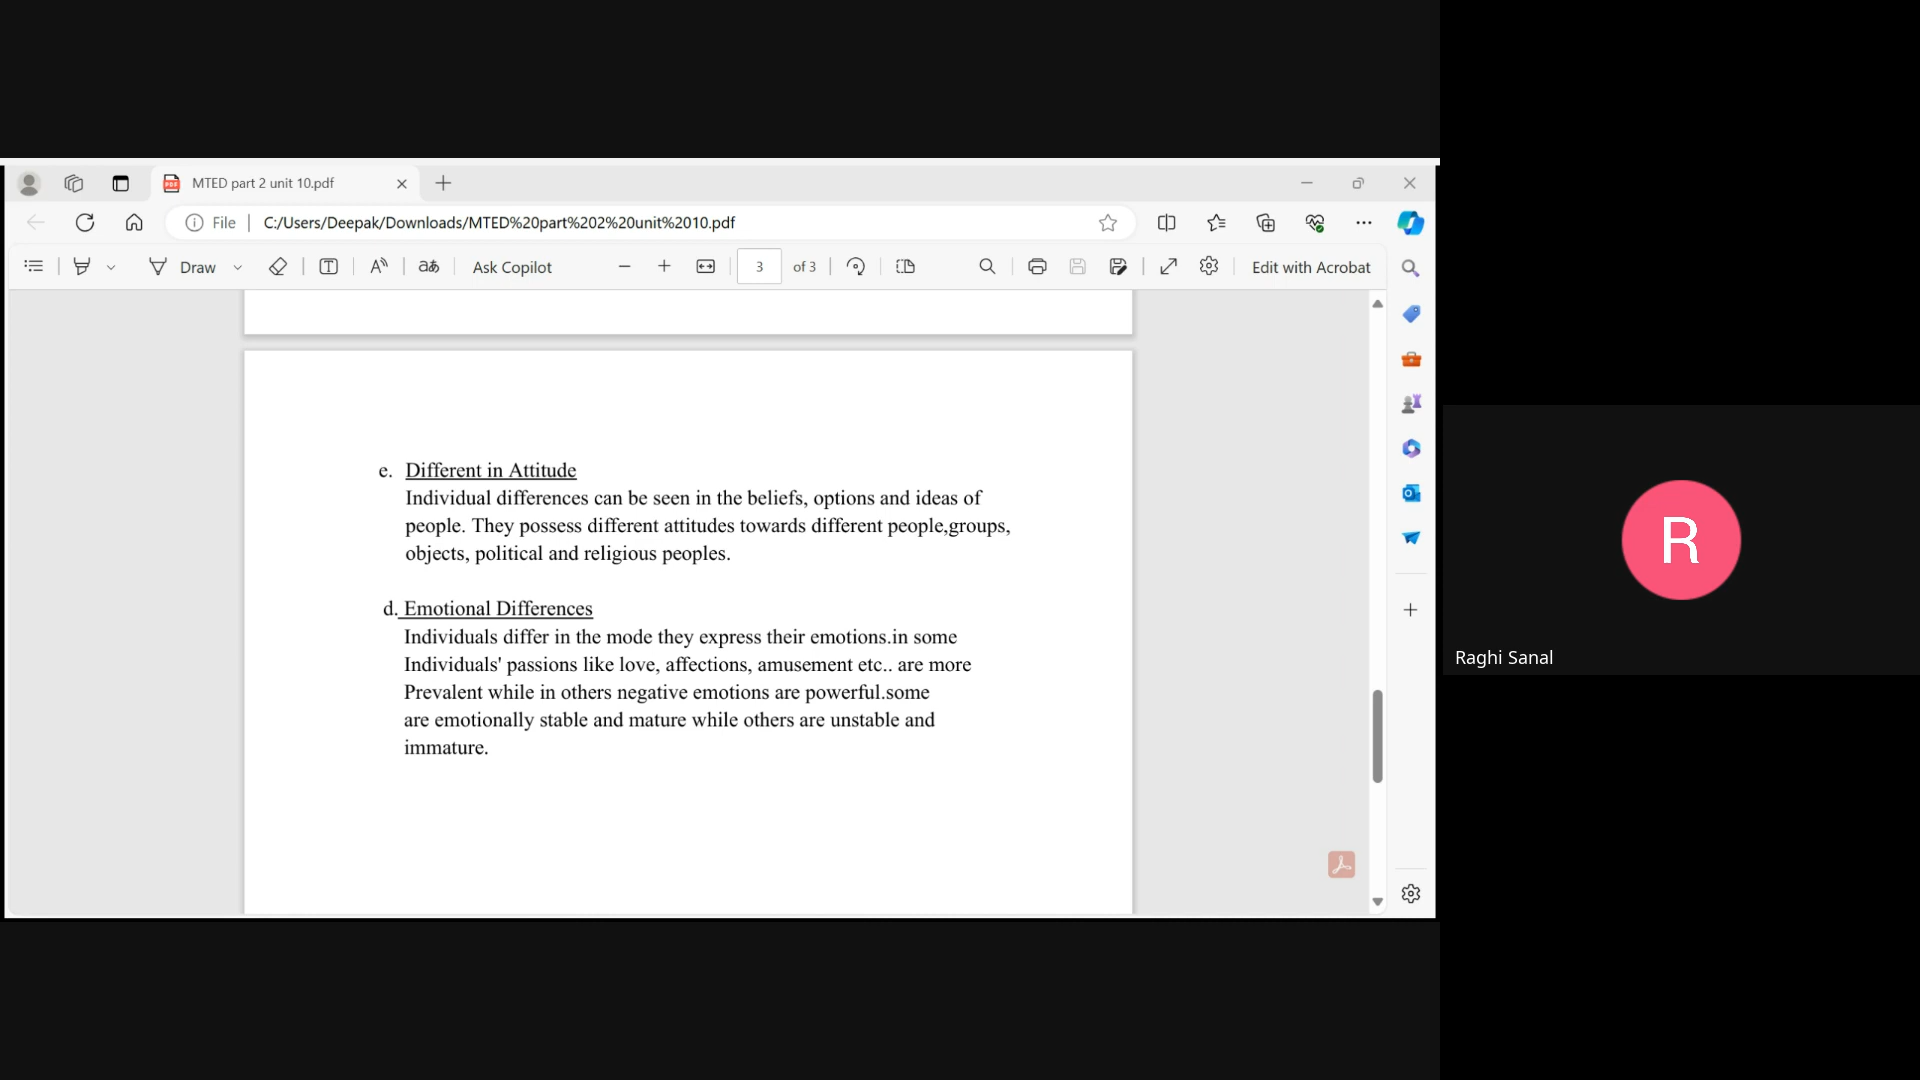 MTED part 2 unit 10.pdf
File
C:/Users/Deepak/Downloads/MTED%20part%202%20unit%2010.pdf
Draw
Ask Copilot
3
of 3
Edit with Acrobat
e. Different in Attitude
Individual differences can be seen in the beliefs, options and ideas of
people. They possess different attitudes towards different people,groups,
objects, political and religious peoples.
d. Emotional Differences
Individuals differ in the mode they express their emotions.in some
Individuals' passions like love, affections, amusement etc.. are more
Prevalent while in others negative emotions are powerful.some
are emotionally stable and mature while others are unstable and
immature.
R
Raghi Sanal